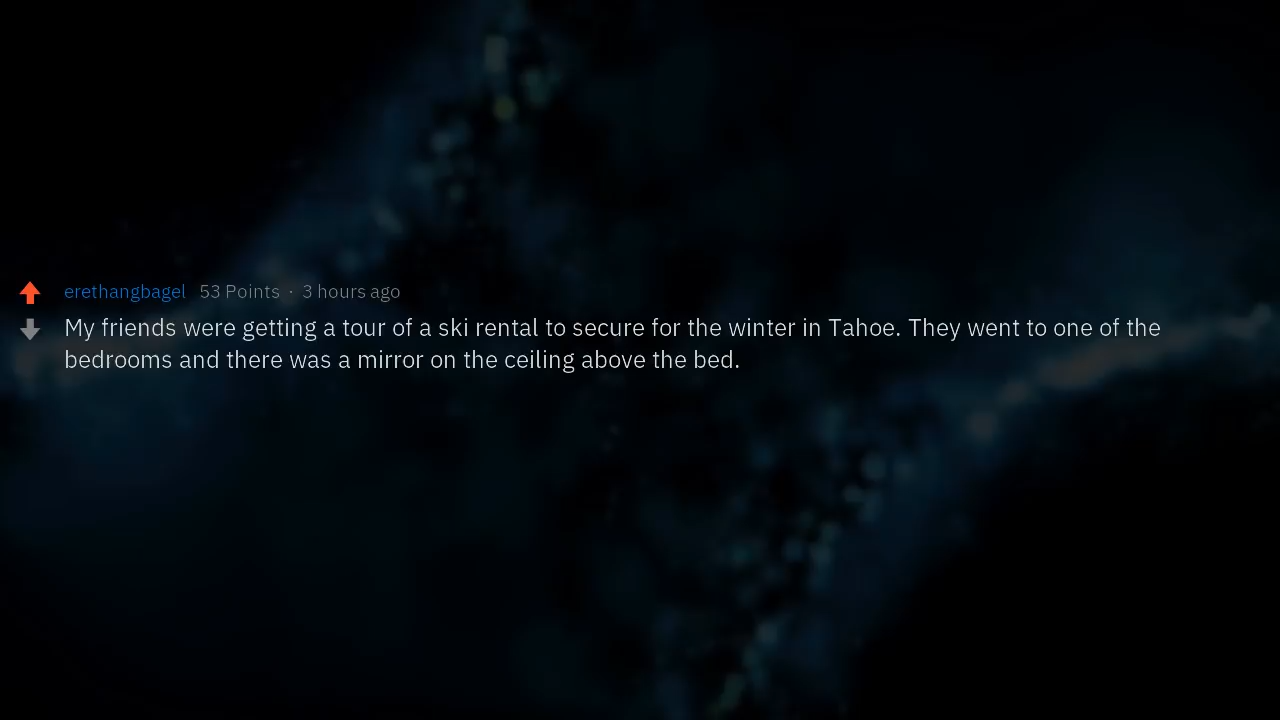 erethangbagel 53 Points · 3 hours ago
My friends were getting a tour of a ski rental to secure for the winter in Tahoe. They went to one of the
bedrooms and there was a mirror on the ceiling above the bed.